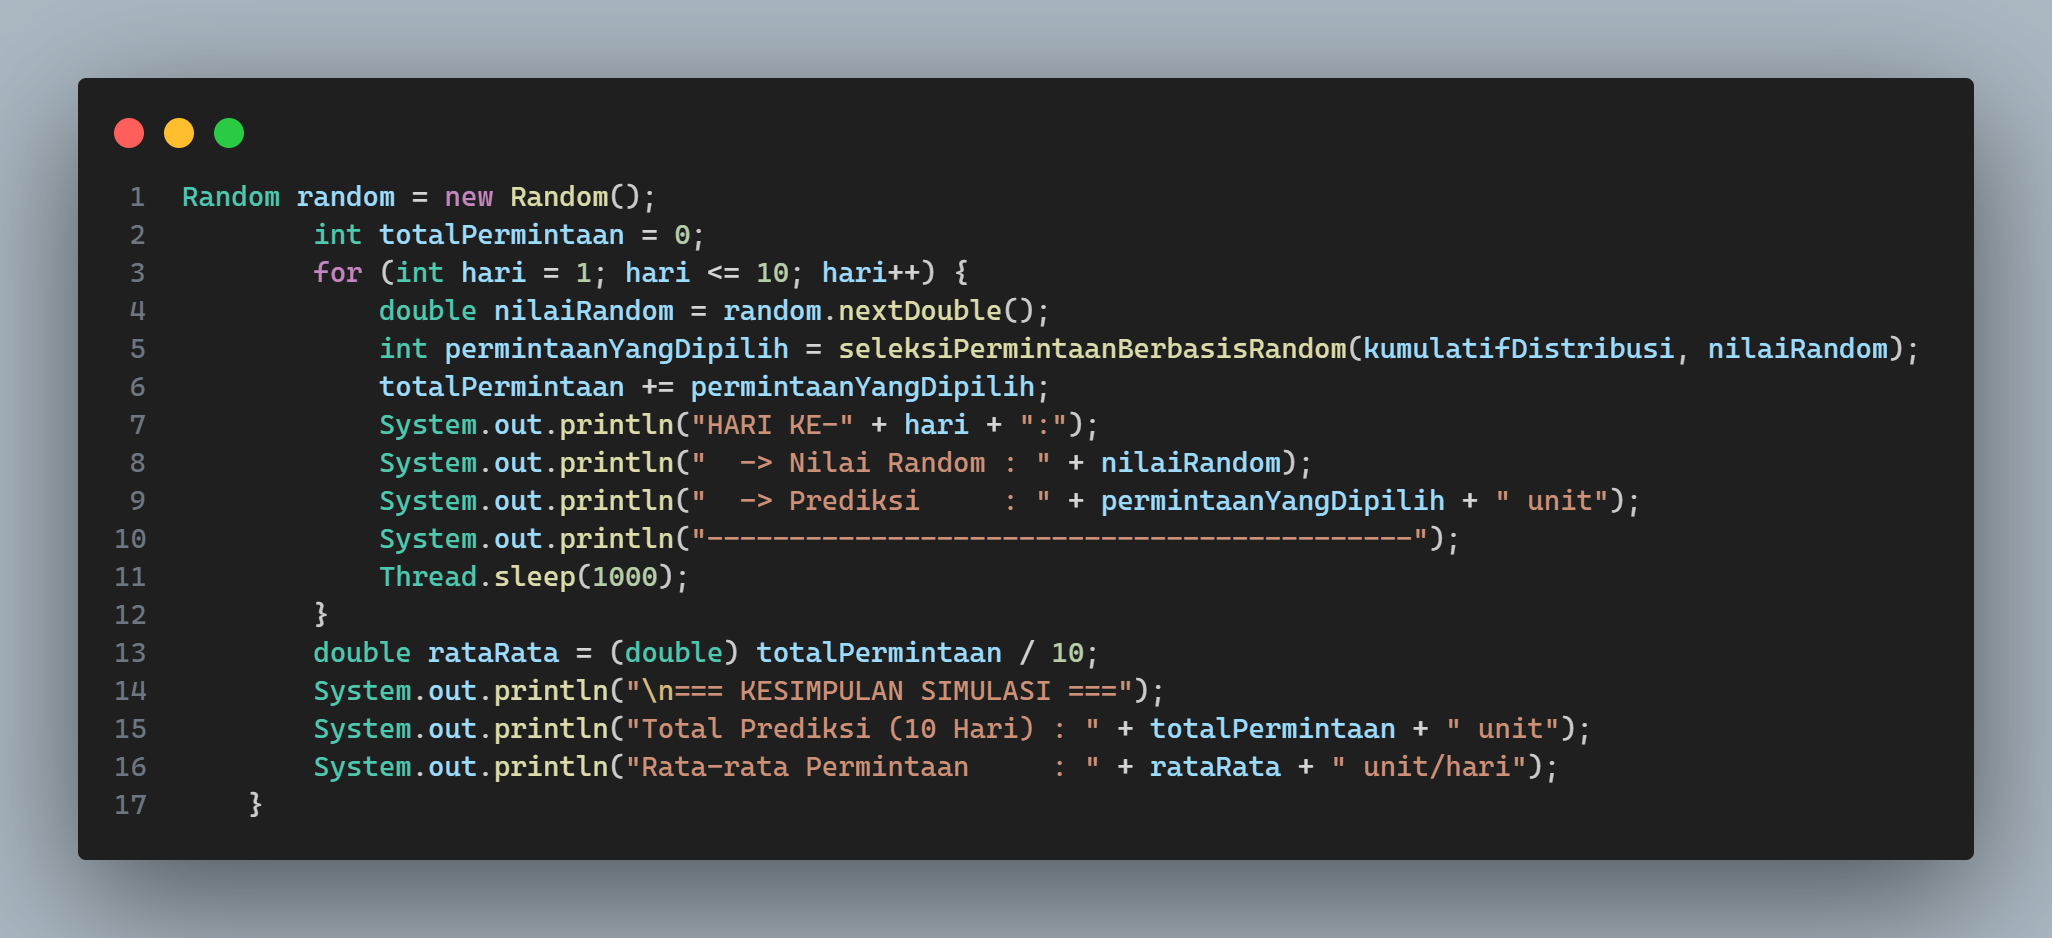 1 Random random = new Random();
2         int totalPermintaan = 0;
3         for (int hari = 1; hari <= 10; hari++) {
4             double nilaiRandom = random.nextDouble();
5             int permintaanYangDipilih = seleksiPermintaanBerbasisRandom(kumulatifDistribusi, nilaiRandom);
6             totalPermintaan += permintaanYangDipilih;
7             System.out.println("HARI KE-" + hari + ":");
8             System.out.println("  -> Nilai Random : " + nilaiRandom);
9             System.out.println("  -> Prediksi     : " + permintaanYangDipilih + " unit");
10             System.out.println("-------------------------------------------");
11             Thread.sleep(1000);
12         }
13         double rataRata = (double) totalPermintaan / 10;
14         System.out.println("\n=== KESIMPULAN SIMULASI ===");
15         System.out.println("Total Prediksi (10 Hari) : " + totalPermintaan + " unit");
16         System.out.println("Rata-rata Permintaan     : " + rataRata + " unit/hari");
17     }